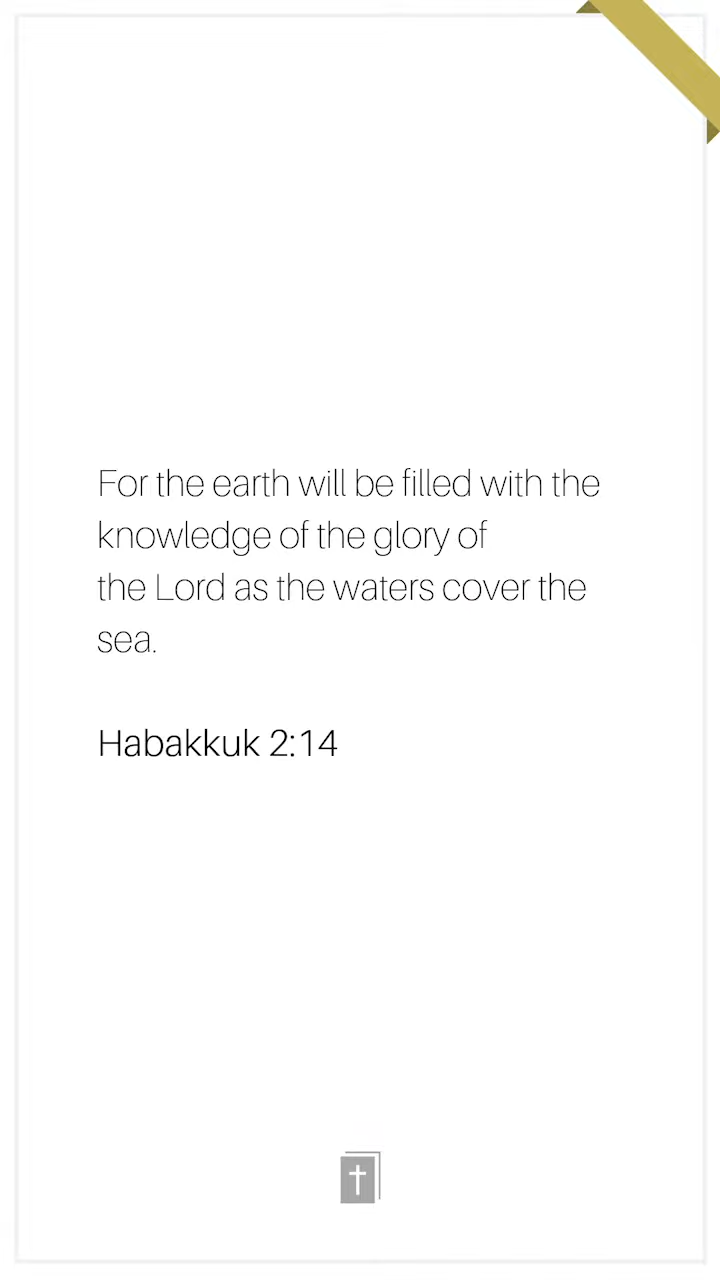 For the earth will be filled with the
knowledge of the glory of
the Lord as the waters cover the
sea.
Habakkuk 2:14